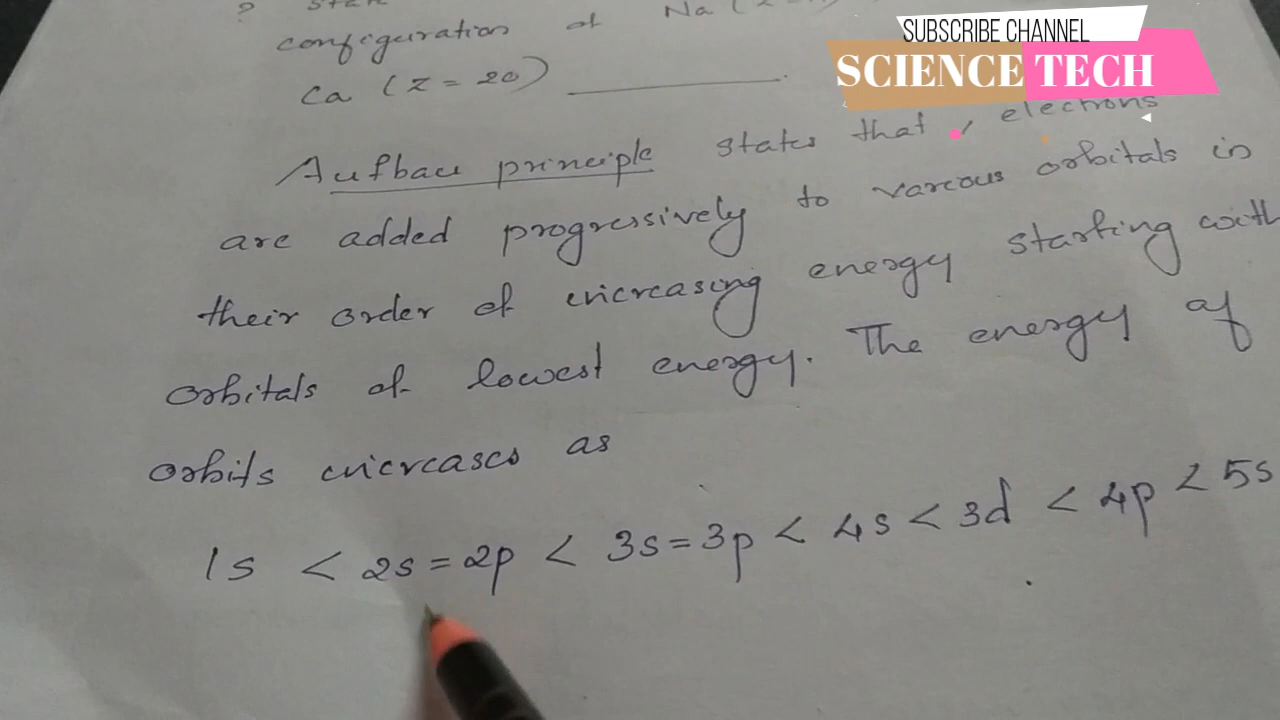 SUBSCRIBE CHANNEL
SCIENCE TECH
? State
configuration of Na (Z
Ca (Z = 20)
Aufbau principle states that, electrons
are added progressively to various orbitals in
their order of increasing energy starting with
orbitals of lowest energy. The energy of
orbits increases as
1s < 2s = 2p < 3s = 3p < 4s < 3d < 4p < 5s